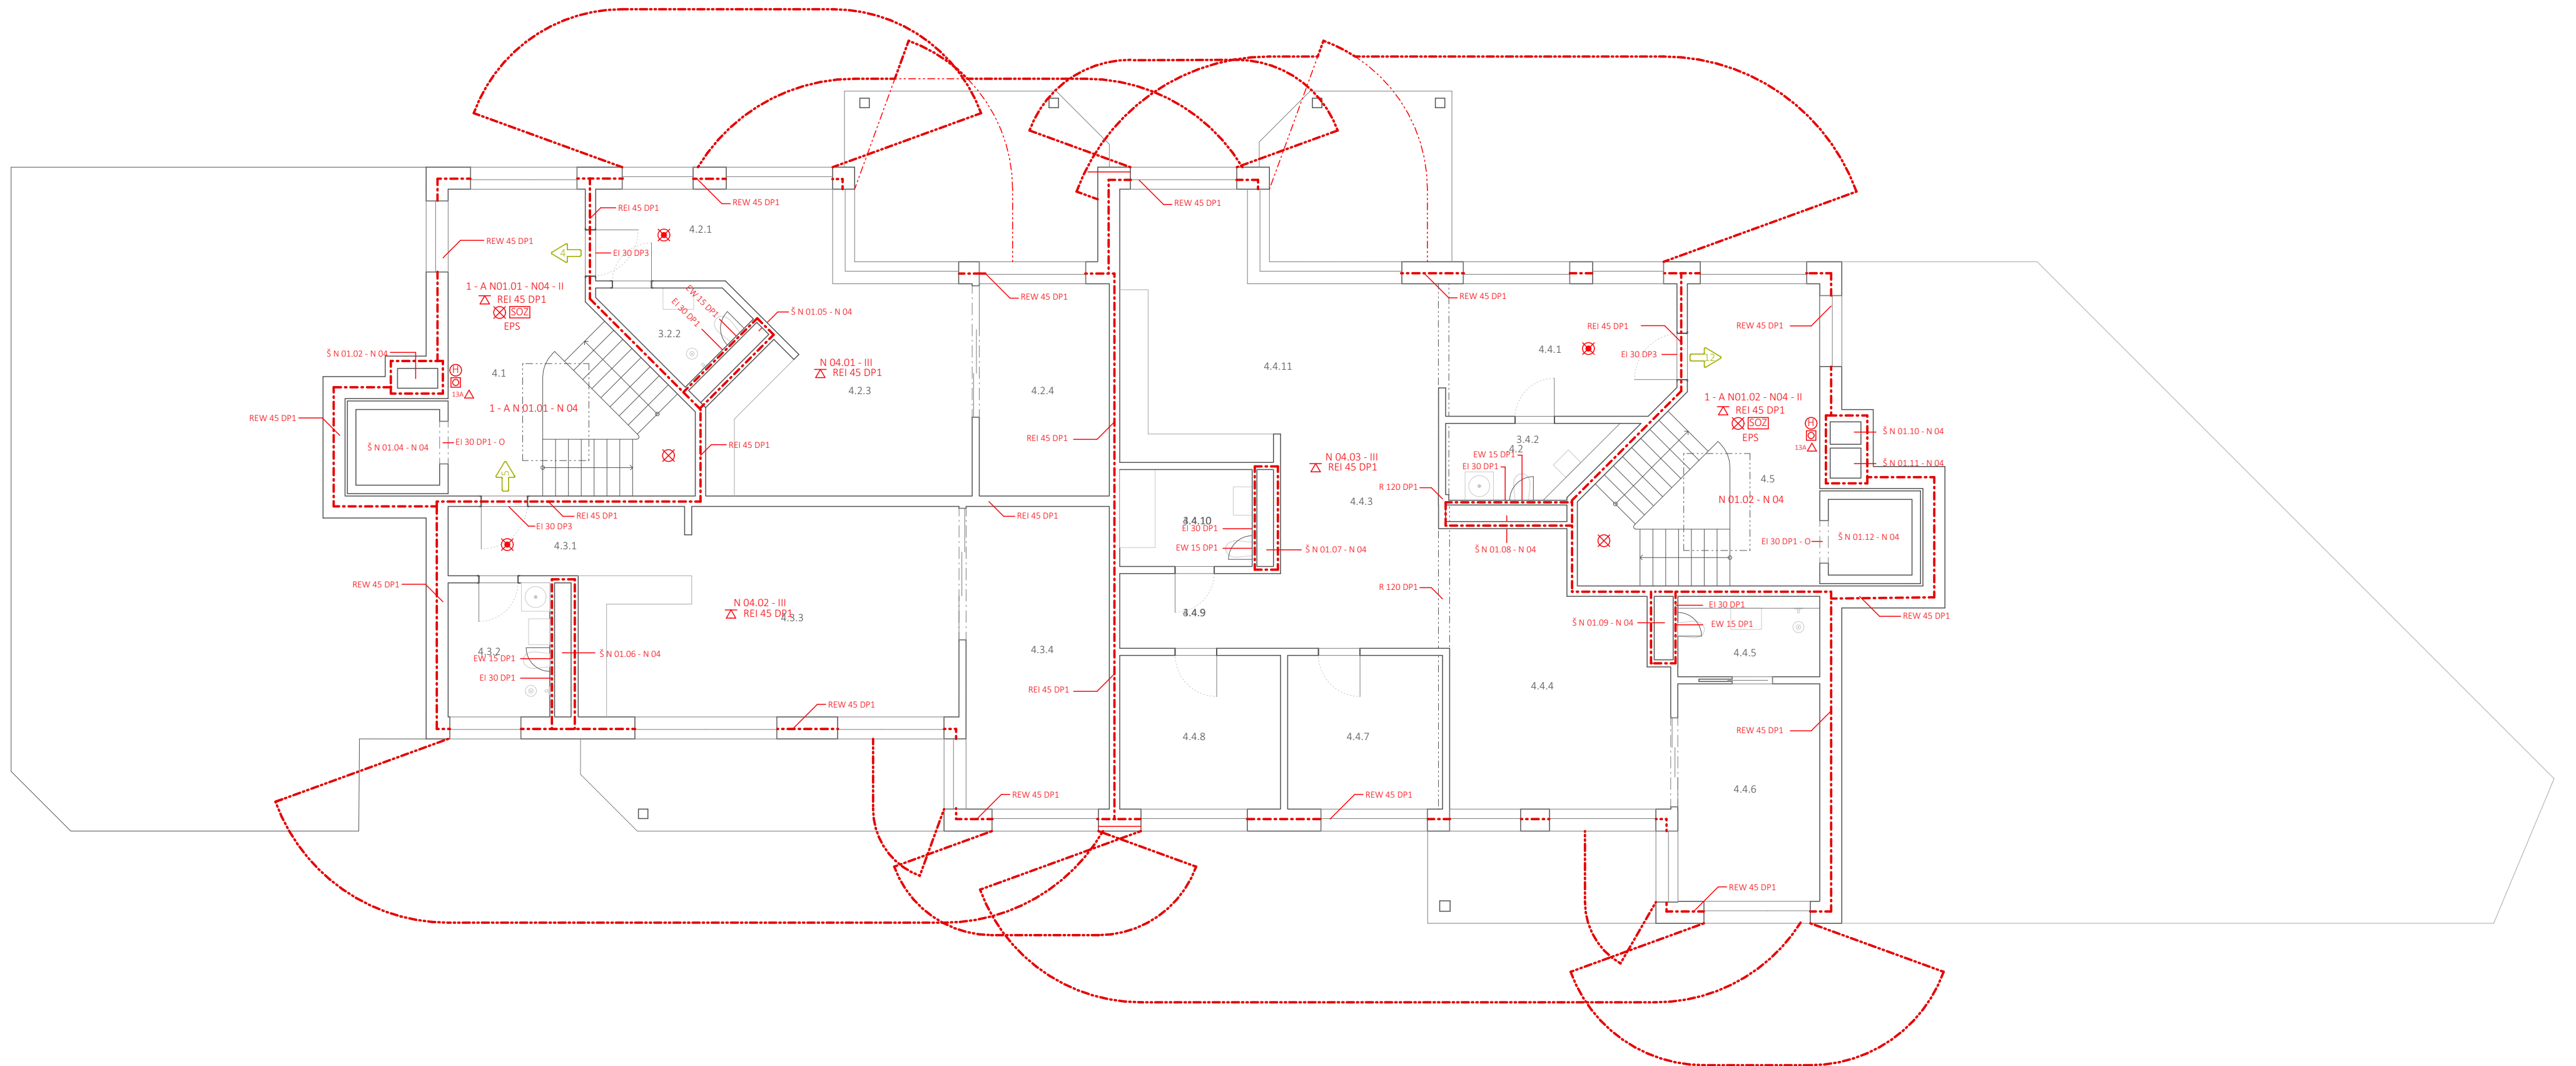 REW 45 DP1
REW 45 DP1
REI 45 DP1
4.2.1
REW 45 DP1
4
EI 30 DP3
1 - A N01.01 - N04 - II
REI 45 DP1
SOZ
EPS
EW 15 DP1
EI 30 DP1
3.2.2
Š N 01.05 - N 04
REW 45 DP1
REW 45 DP1
REI 45 DP1
REW 45 DP1
Š N 01.02 - N 04
H
4.1
13A
N 04.01 - III
REI 45 DP1
4.2.3
4.2.4
4.4.11
4.4.1
EI 30 DP3
12
1 - A N 01.01 - N 04
REW 45 DP1
1 - A N01.02 - N04 - II
REI 45 DP1
SOZ
EPS
H
13A
Š N 01.10 - N 04
Š N 01.04 - N 04
EI 30 DP1 - O
REI 45 DP1
REI 45 DP1
3.4.2
4.2
EW 15 DP1
EI 30 DP1
N 04.03 - III
REI 45 DP1
Š N 01.11 - N 04
5
4.5
R 120 DP1
4.4.3
N 01.02 - N 04
REI 45 DP1
EI 30 DP3
REI 45 DP1
4.4.10
EI 30 DP1
EW 15 DP1
Š N 01.07 - N 04
Š N 01.08 - N 04
EI 30 DP1 - O
Š N 01.12 - N 04
4.3.1
REW 45 DP1
R 120 DP1
N 04.02 - III
REI 45 DP1
4.3.3
4.4.9
EI 30 DP1
Š N 01.09 - N 04
EW 15 DP1
REW 45 DP1
4.3.2
EW 15 DP1
EI 30 DP1
Š N 01.06 - N 04
4.3.4
4.4.5
REI 45 DP1
4.4.4
REW 45 DP1
4.4.8
4.4.7
REW 45 DP1
4.4.6
REW 45 DP1
REW 45 DP1
REW 45 DP1